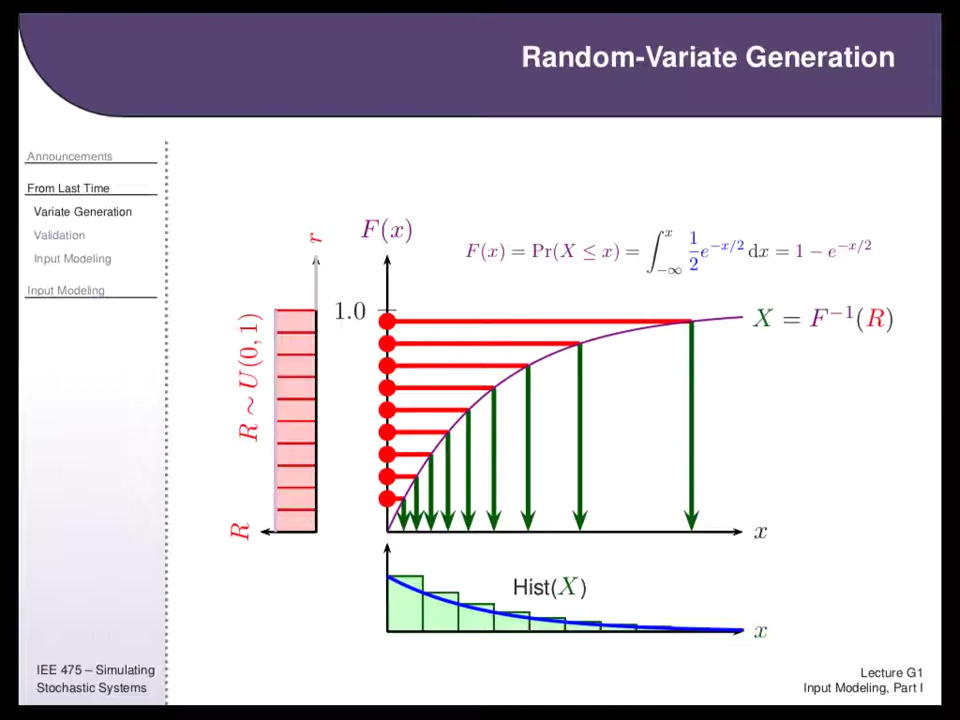 Random-Variate Generation
Announcements
From Last Time
Variate Generation
Validation
Input Modeling
Input Modeling
r
F(x)
F(x) = Pr(X ≤ x) = ∫_{−∞}^{x} \frac{1}{2}e^{−x/2} dx = 1 − e^{−x/2}
1.0
X = F^{−1}(R)
R ∼ U(0, 1)
R
x
Hist(X)
x
IEE 475 – Simulating
Stochastic Systems
Lecture G1
Input Modeling, Part I